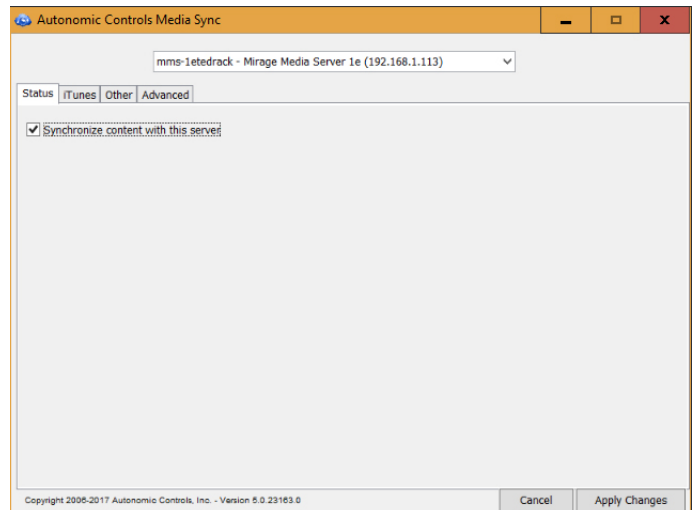 Autonomic Controls Media Sync
mms-1etedrack - Mirage Media Server 1e (192.168.1.113)
Status iTunes Other Advanced
Synchronize content with this server
Copyright 2006-2017 Autonomic Controls, Inc. - Version 5.0.23163.0
Cancel Apply Changes